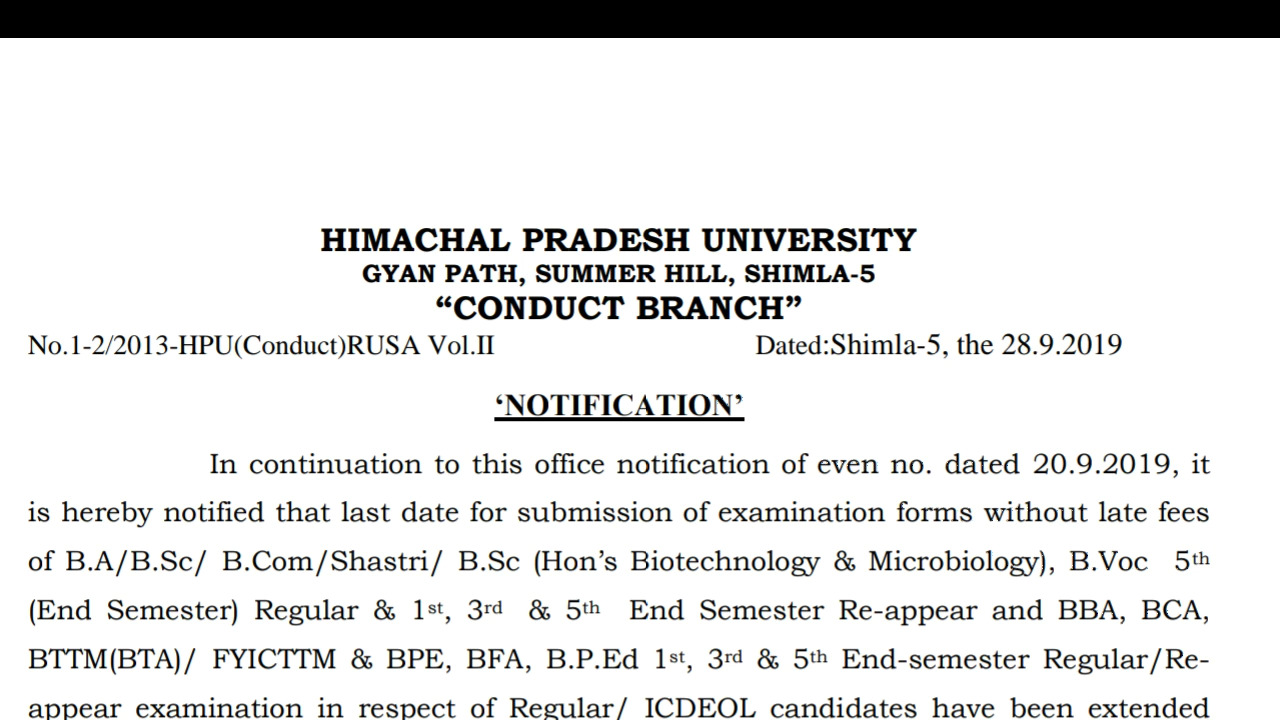 HIMACHAL PRADESH UNIVERSITY
GYAN PATH, SUMMER HILL, SHIMLA-5
“CONDUCT BRANCH”
No.1-2/2013-HPU(Conduct)RUSA Vol.II Dated:Shimla-5, the 28.9.2019
‘NOTIFICATION’
In continuation to this office notification of even no. dated 20.9.2019, it
is hereby notified that last date for submission of examination forms without late fees
of B.A/B.Sc/ B.Com/Shastri/ B.Sc (Hon’s Biotechnology & Microbiology), B.Voc 5th
(End Semester) Regular & 1st, 3rd & 5th End Semester Re-appear and BBA, BCA,
BTTM(BTA)/ FYICTTM & BPE, BFA, B.P.Ed 1st, 3rd & 5th End-semester Regular/Re-
appear examination in respect of Regular/ ICDEOL candidates have been extended